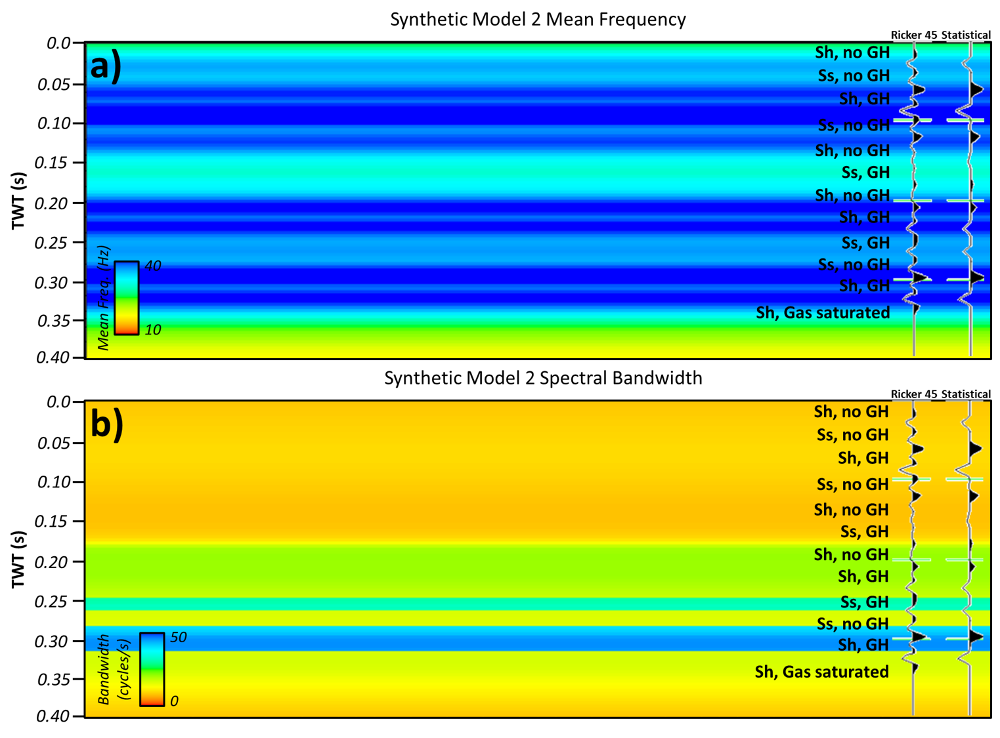 Synthetic Model 2 Mean Frequency
Ricker 45 Statistical
a)
0.0
0.05
0.10
0.15
0.20
0.25
0.30
0.35
0.40
TWT (s)
Sh, no GH
Ss, no GH
Sh, GH
Ss, no GH
Sh, no GH
Ss, GH
Sh, no GH
Sh, GH
Ss, GH
Ss, no GH
Sh, GH
Sh, Gas saturated
Mean Freq. (Hz)
40
10
Synthetic Model 2 Spectral Bandwidth
Ricker 45 Statistical
b)
0.0
0.05
0.10
0.15
0.20
0.25
0.30
0.35
0.40
TWT (s)
Sh, no GH
Ss, no GH
Sh, GH
Ss, no GH
Sh, no GH
Ss, GH
Sh, no GH
Sh, GH
Ss, GH
Ss, no GH
Sh, GH
Sh, Gas saturated
Bandwidth
(cycles/s)
50
0